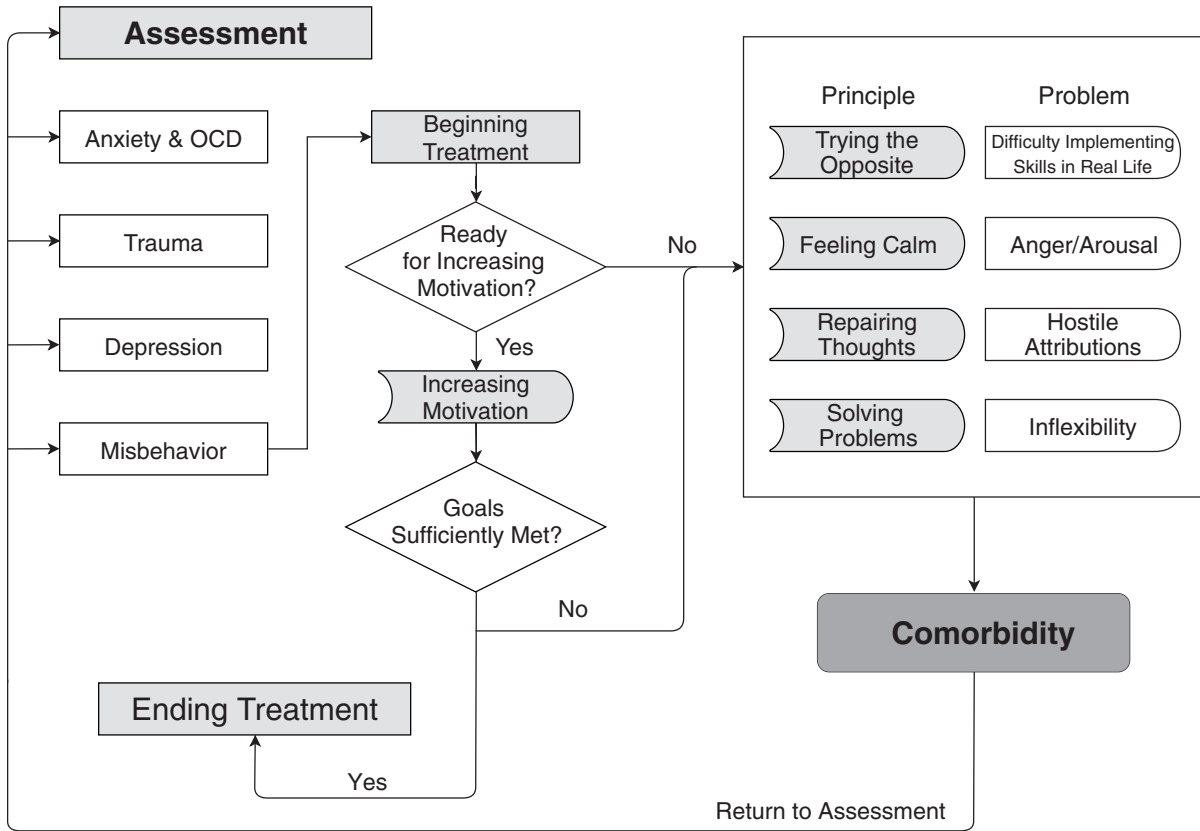 Assessment
Anxiety & OCD
Trauma
Depression
Misbehavior
Beginning
Treatment
Ready
for Increasing
Motivation?
No
Yes
Increasing
Motivation
Goals
Sufficiently Met?
No
Ending Treatment
Yes
Principle
Problem
Trying the
Opposite
Difficulty Implementing
Skills in Real Life
Feeling Calm
Anger/Arousal
Repairing
Thoughts
Hostile
Attributions
Solving
Problems
Inflexibility
Comorbidity
Return to Assessment